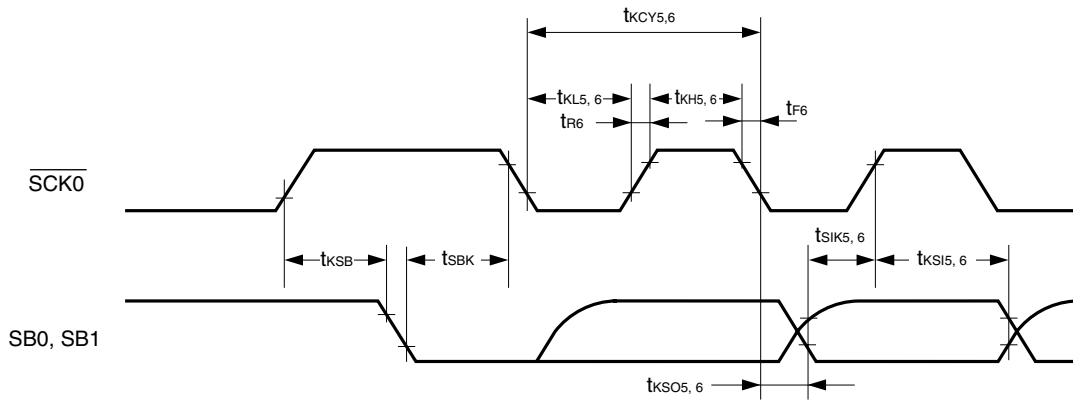 tKCY5,6
tKL5, 6
tKH5, 6
tR6
tF6
SCK0
tSIK5, 6
tKSB
tSBK
tKSI5, 6
SB0, SB1
tKSO5, 6